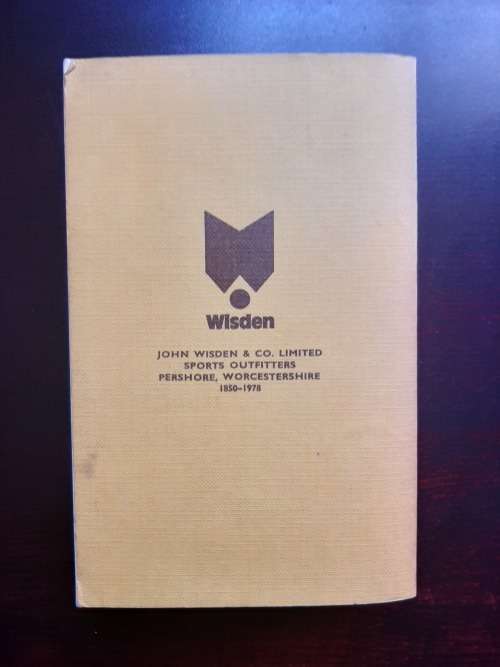 Wisden
JOHN WISDEN & CO. LIMITED
SPORTS OUTFITTERS
PERSHORE, WORCESTERSHIRE
1850–1978